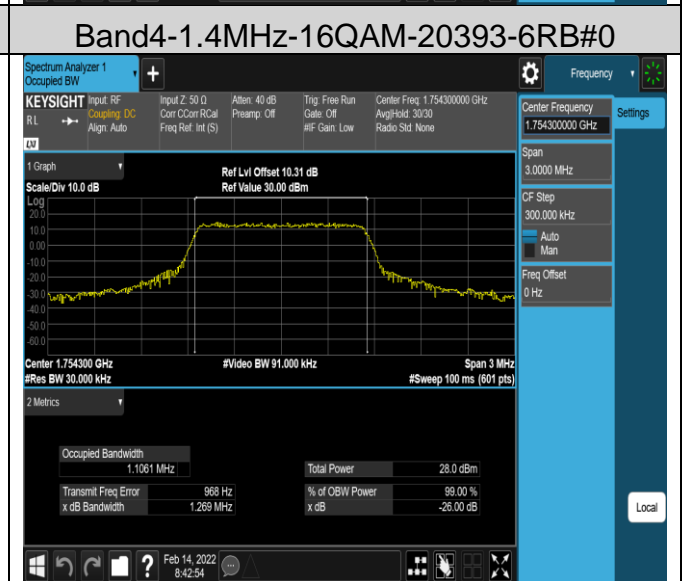 Band4-1.4MHz-16QAM-20393-6RB#0
Spectrum Analyzer 1
Occupied BW
Frequency
KEYSIGHT
RL
Input: RF
Coupling: DC
Align: Auto
Input Z: 50 Ω
Corr CCorr RCal
Freq Ref: Int (S)
Atten: 40 dB
Preamp: Off
Trig: Free Run
Gate: Off
#IF Gain: Low
Center Freq: 1.754300000 GHz
Avg|Hold: 30/30
Radio Std: None
Center Frequency
1.754300000 GHz
Settings
Span
3.0000 MHz
CF Step
300.000 kHz
Auto
Man
Freq Offset
0 Hz
1 Graph
Scale/Div 10.0 dB
Ref Lvl Offset 10.31 dB
Ref Value 30.00 dBm
Log
20.0
10.0
0.00
-10.0
-20.0
-30.0
-40.0
-50.0
-60.0
Center 1.754300 GHz
#Res BW 30.000 kHz
#Video BW 91.000 kHz
Span 3 MHz
#Sweep 100 ms (601 pts)
2 Metrics
Occupied Bandwidth
1.1061 MHz
Total Power 28.0 dBm
Transmit Freq Error 968 Hz
% of OBW Power 99.00 %
x dB Bandwidth 1.269 MHz
x dB -26.00 dB
Local
Feb 14, 2022
8:42:54